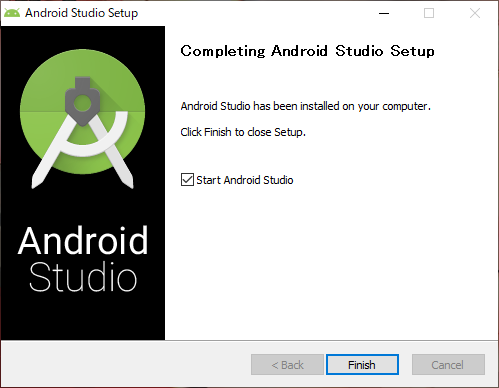 Android Studio Setup
Completing Android Studio Setup
Android Studio has been installed on your computer.
Click Finish to close Setup.
Start Android Studio
Android
Studio
< Back
Finish
Cancel